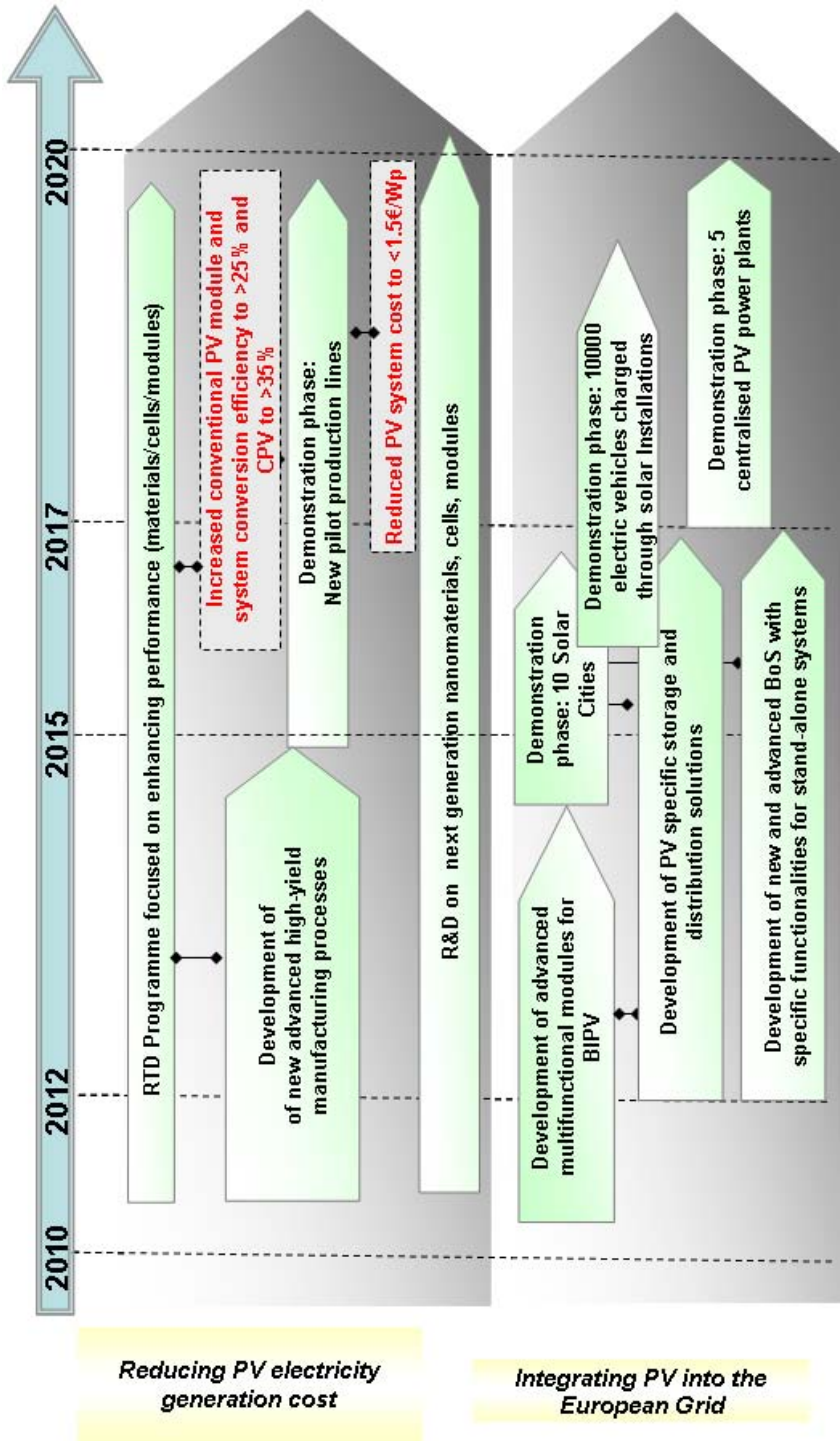 2010
2012
2015
2017
2020
Reducing PV electricity
generation cost
RTD Programme focused on enhancing performance (materials/cells/modules)
Increased conventional PV module and
system conversion efficiency to >25% and
CPV to >35%
Development of
of new advanced high-yield
manufacturing processes
Demonstration phase:
New pilot production lines
Reduced PV system cost to <1.5€/Wp
R&D on next generation nanomaterials, cells, modules
Integrating PV into the
European Grid
Development of advanced
multifunctional modules for
BIPV
Demonstration
phase: 10 Solar
Cities
Demonstration phase: 10000
electric vehicles charged
through solar Installations
Development of PV specific storage and
distribution solutions
Demonstration phase: 5
centralised PV power plants
Development of new and advanced BoS with
specific functionalities for stand-alone systems